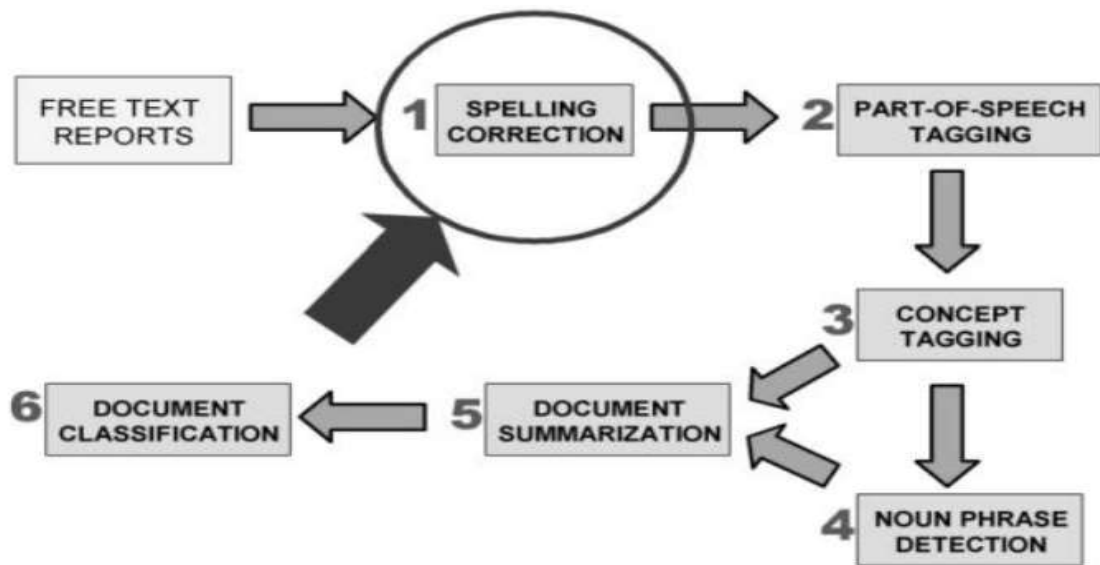 FREE TEXT
REPORTS
1
SPELLING
CORRECTION
2
PART-OF-SPEECH
TAGGING
3
CONCEPT
TAGGING
4
NOUN PHRASE
DETECTION
5
DOCUMENT
SUMMARIZATION
6
DOCUMENT
CLASSIFICATION